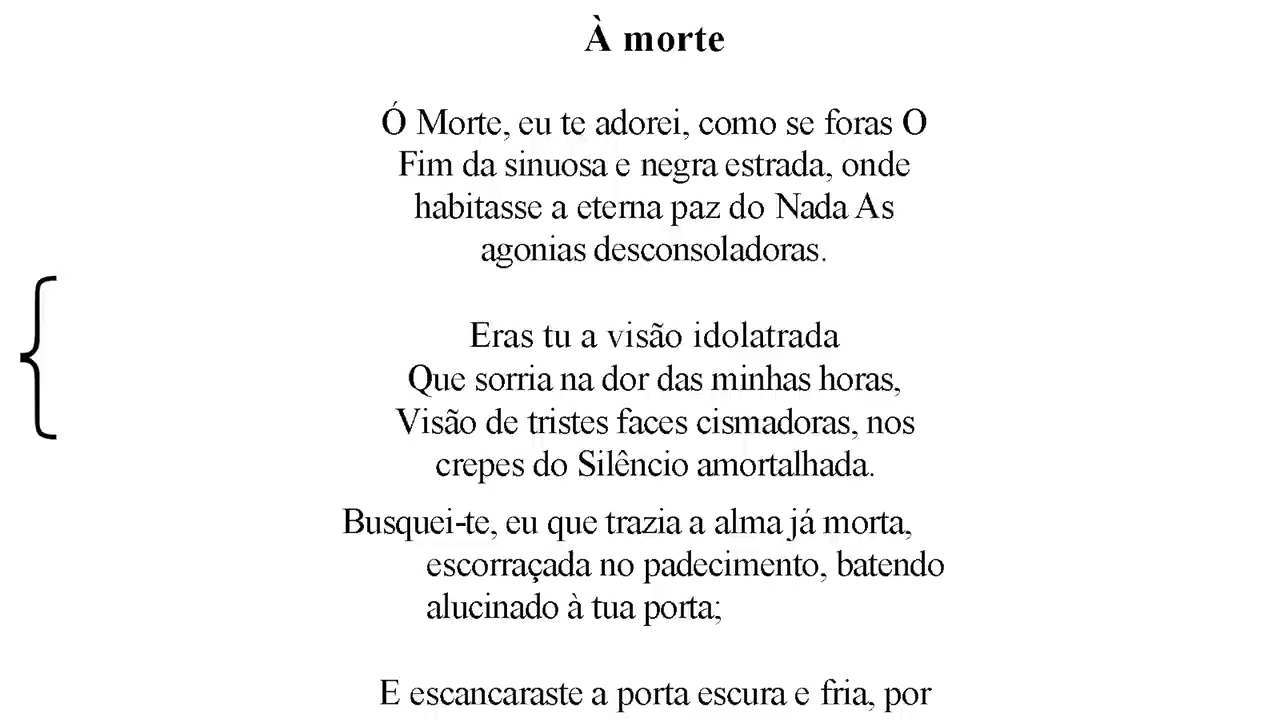 À morte
Ó Morte, eu te adorei, como se foras O
Fim da sinuosa e negra estrada, onde
habitasse a eterna paz do Nada As
agonias desconsoladoras.
Eras tu a visão idolatrada
Que sorria na dor das minhas horas,
Visão de tristes faces cismadoras, nos
crepes do Silêncio amortalhada.
Busquei-te, eu que trazia a alma já morta,
escorraçada no padecimento, batendo
alucinado à tua porta;
E escancaraste a porta escura e fria, por